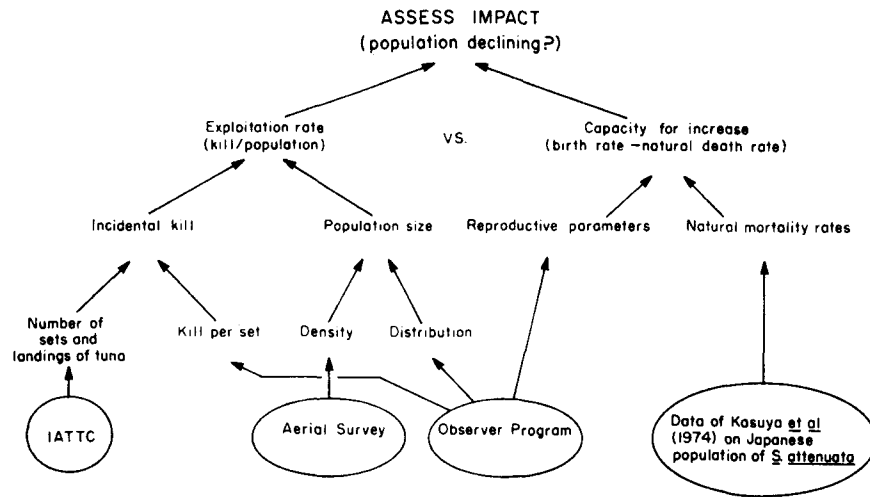 ASSESS IMPACT
(population declining?)
Exploitation rate
(kill/population)
VS.
Capacity for increase
(birth rate – natural death rate)
Incidental kill
Population size
Reproductive parameters
Natural mortality rates
Number of
sets and
landings of tuna
Kill per set
Density
Distribution
IATTC
Aerial Survey
Observer Program
Data of Kasuya et al
(1974) on Japanese
population of S. attenuata